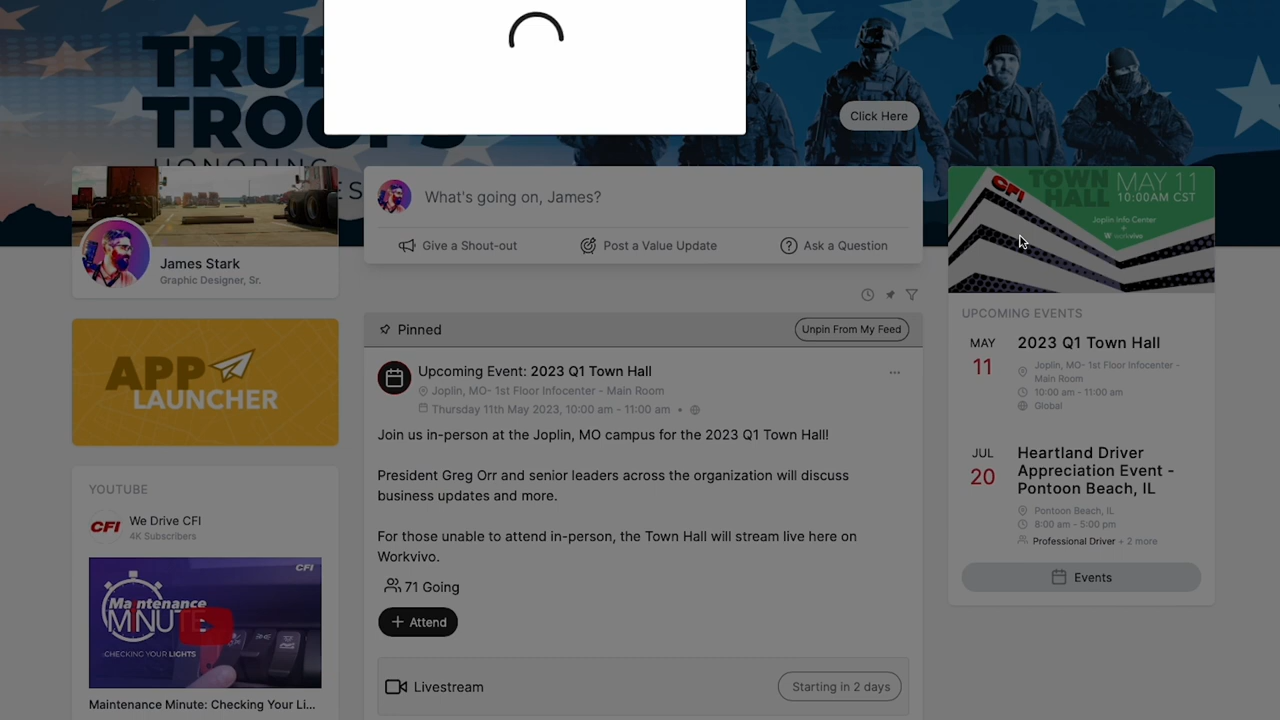 TRUE
TROOPS
HONORING
ES
Click Here
James Stark
Graphic Designer, Sr.
APP
LAUNCHER
YOUTUBE
CFI
We Drive CFI
4K Subscribers
CFI
Maintenance
MINUTE
CHECKING YOUR LIGHTS
Maintenance Minute: Checking Your Li...
What's going on, James?
Give a Shout-out
Post a Value Update
Ask a Question
Pinned
Unpin From My Feed
Upcoming Event: 2023 Q1 Town Hall
Joplin, MO- 1st Floor Infocenter - Main Room
Thursday 11th May 2023, 10:00 am - 11:00 am •
Join us in-person at the Joplin, MO campus for the 2023 Q1 Town Hall!
President Greg Orr and senior leaders across the organization will discuss
business updates and more.
For those unable to attend in-person, the Town Hall will stream live here on
Workvivo.
71 Going
+ Attend
Livestream
Starting in 2 days
CFI
TOWN
HALL
MAY 11
10:00AM CST
Joplin Info Center
+
workvivo
UPCOMING EVENTS
MAY
11
2023 Q1 Town Hall
Joplin, MO- 1st Floor Infocenter -
Main Room
10:00 am - 11:00 am
Global
JUL
20
Heartland Driver
Appreciation Event -
Pontoon Beach, IL
Pontoon Beach, IL
8:00 am - 5:00 pm
Professional Driver + 2 more
Events